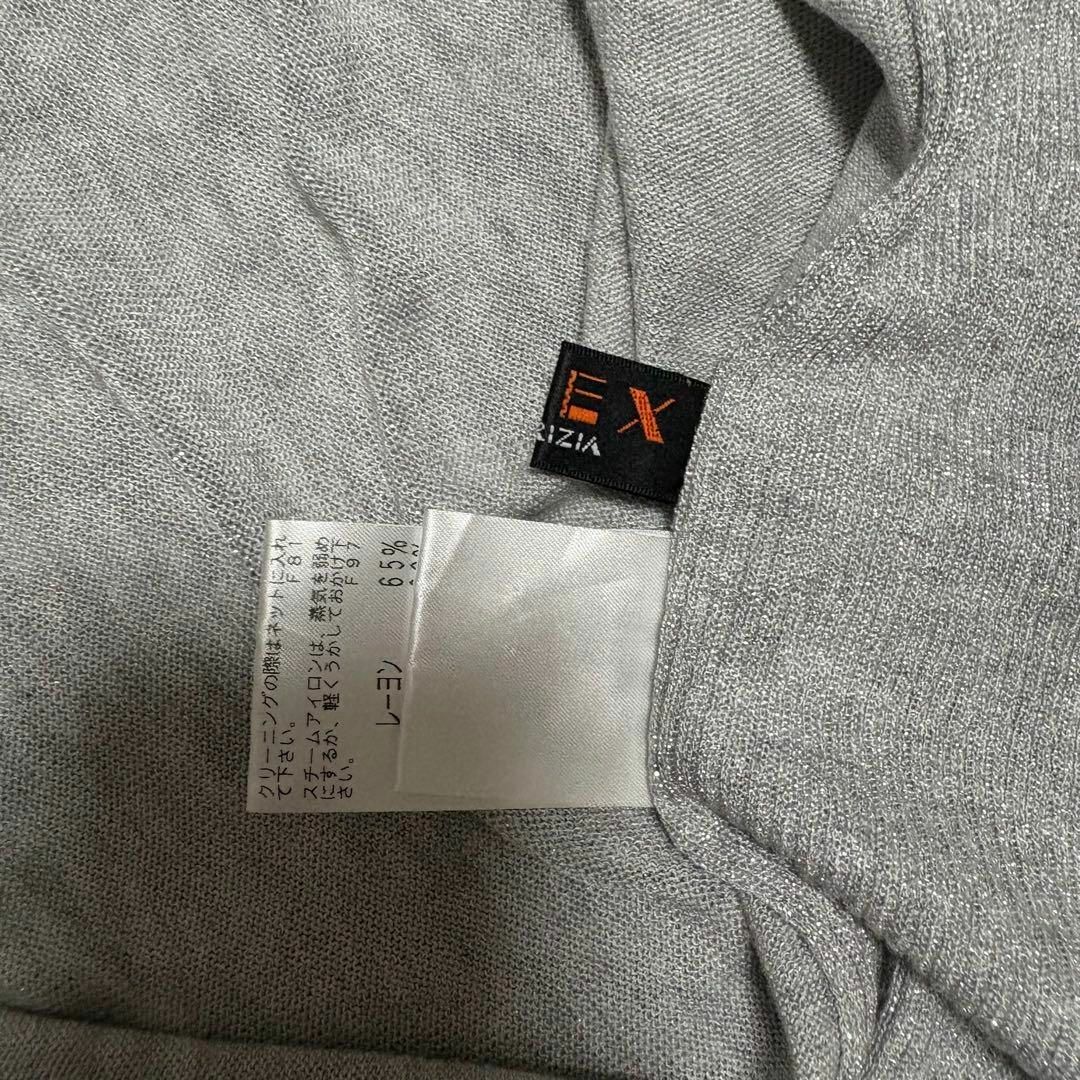 クリーニングの際はネットに入れ
て下さい。 F81
スチームアイロンは、蒸気を弱め
にするか、軽くうかしておかけ下
さい。 F97
レーヨン 65%
X
RIZIA